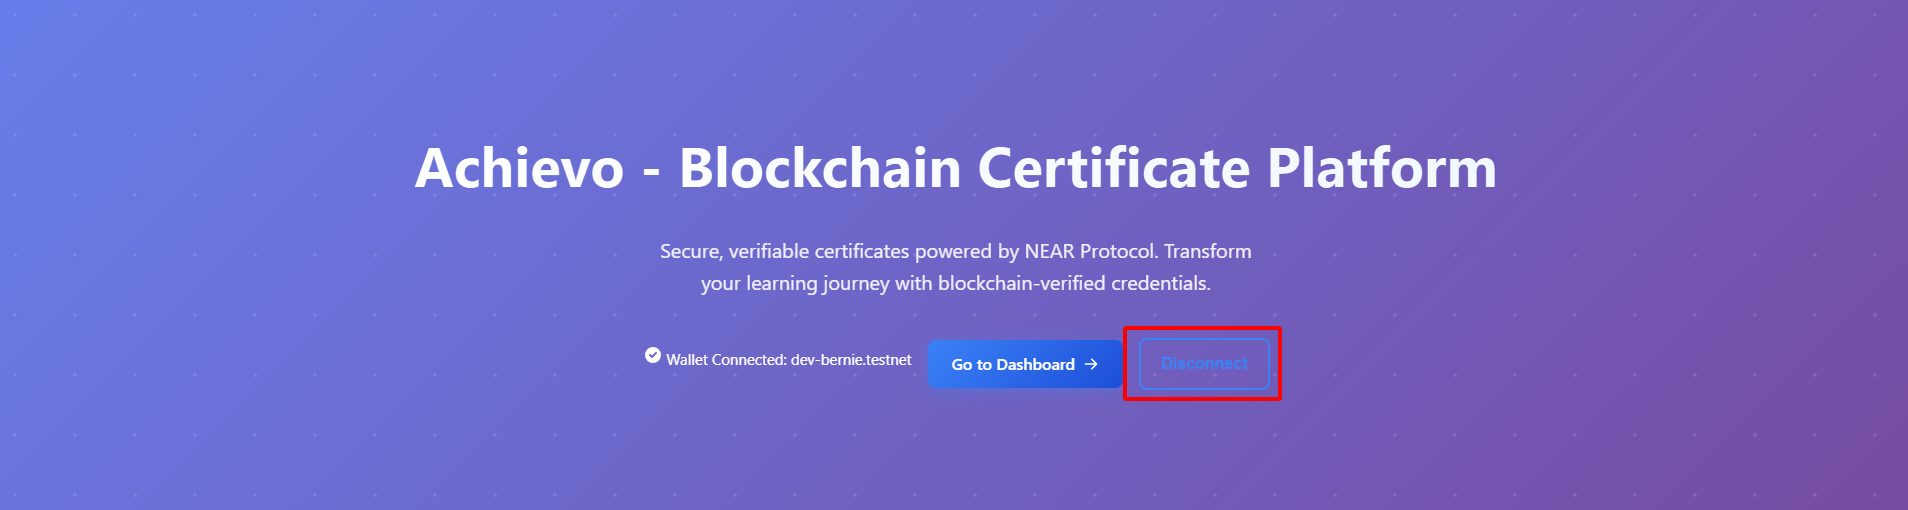 Achievo - Blockchain Certificate Platform
Secure, verifiable certificates powered by NEAR Protocol. Transform
your learning journey with blockchain-verified credentials.
Wallet Connected: dev-bernie.testnet
Go to Dashboard →
Disconnect